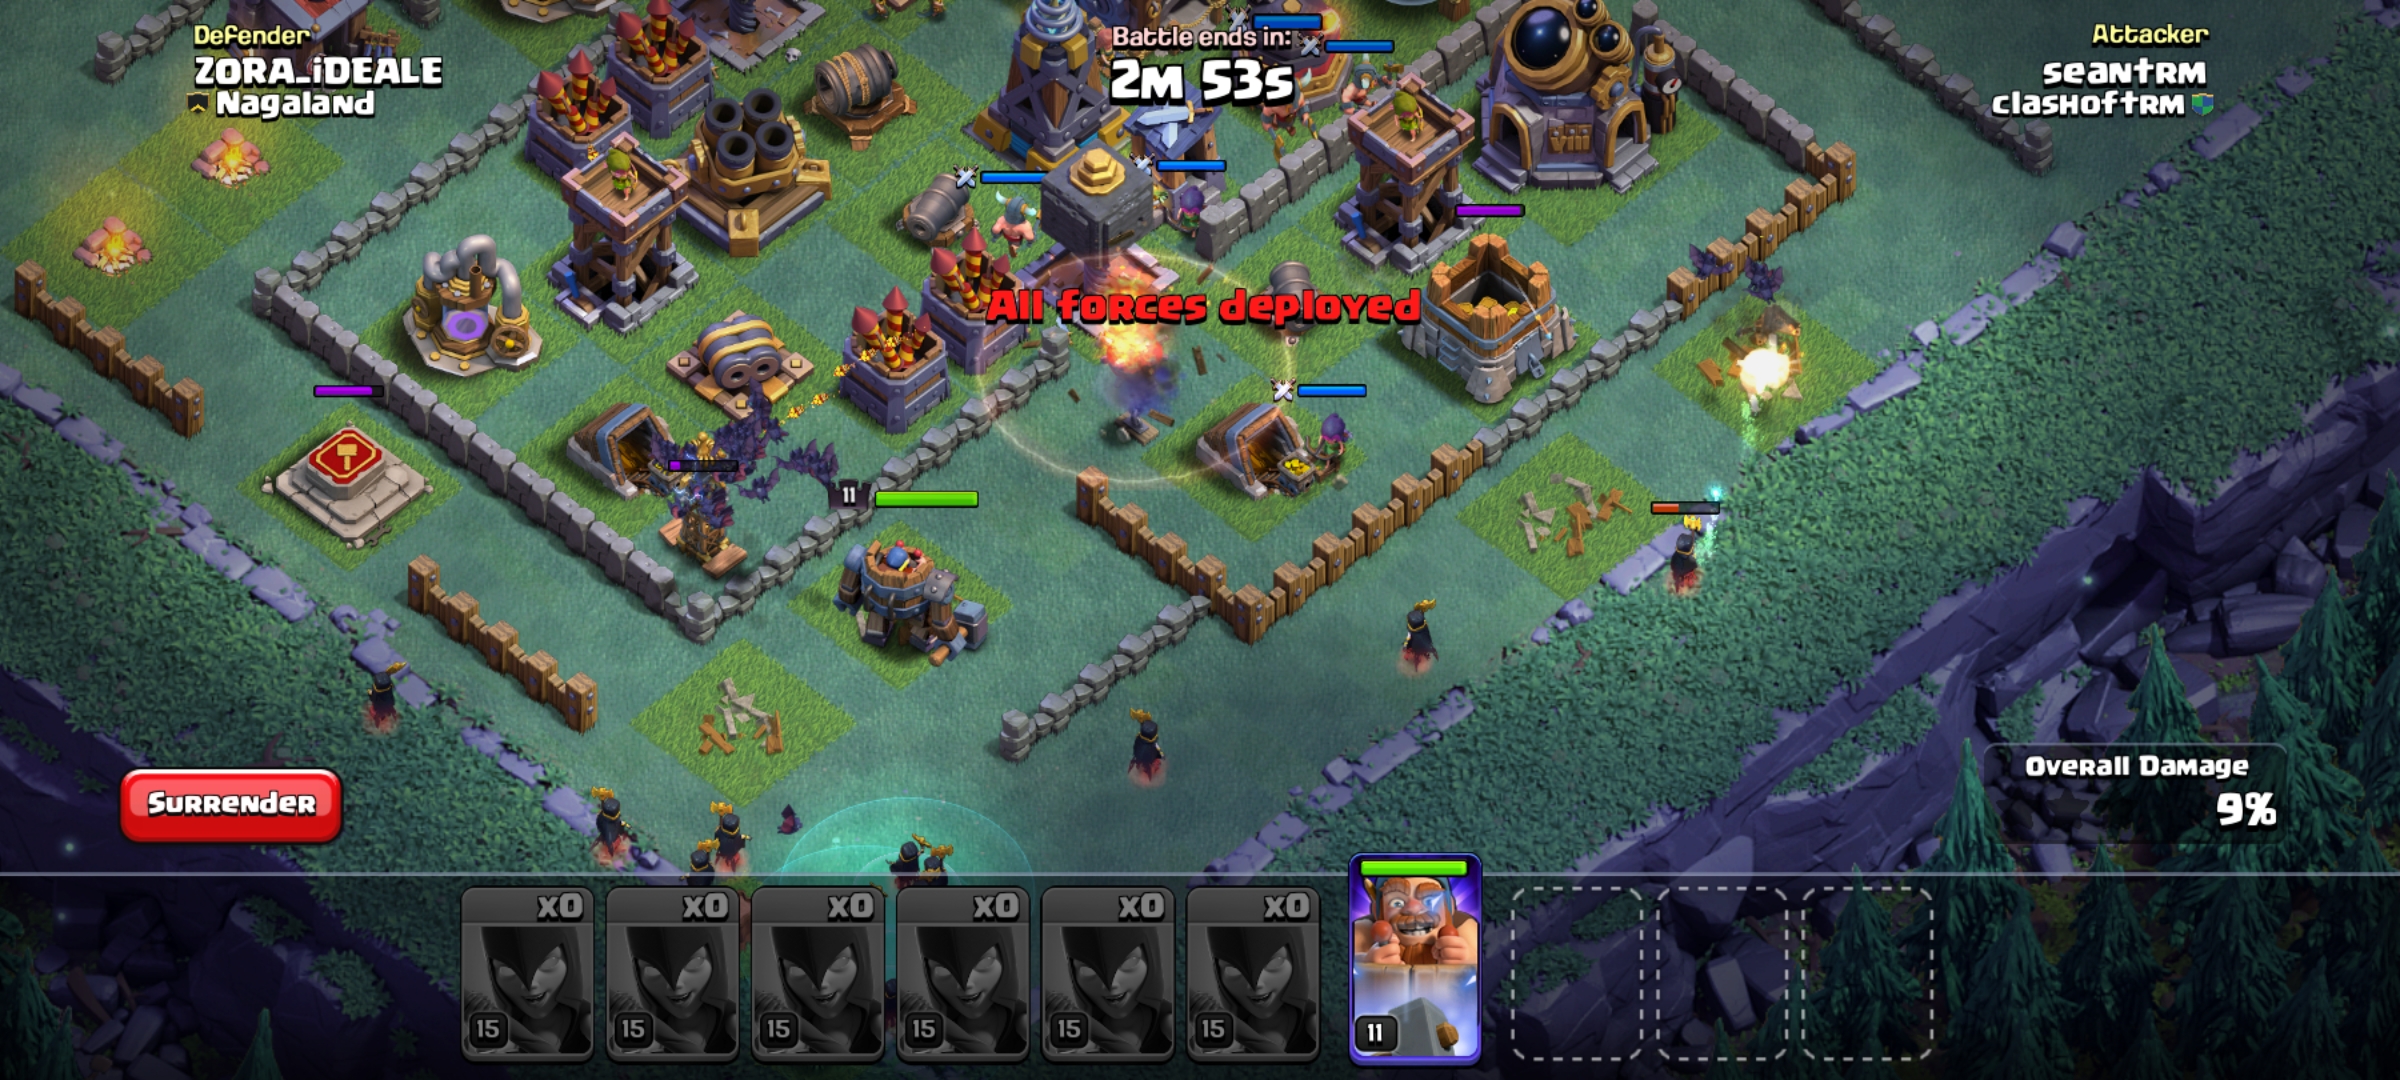 Defender
ZORA_iDEALE
Nagaland
Battle ends in:
2M 53s
Attacker
seantRM
clashoftRM
VIII
All forces deployed
11
Surrender
Overall Damage
9%
x0
x0
x0
x0
x0
x0
15
15
15
15
15
15
11